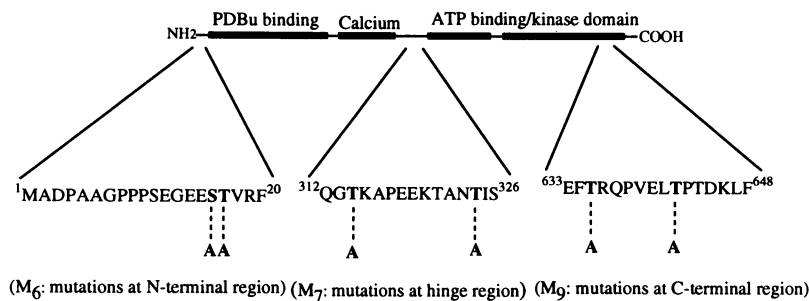 PDBu binding Calcium ATP binding/kinase domain
NH2 COOH
1MADPAAGPPPSEGEESTVRF20 312QGTKAPEEKTANTIS326 633EFTRQPVELTPTDKLF648
A A A A A A
(M6: mutations at N-terminal region) (M7: mutations at hinge region) (M9: mutations at C-terminal region)